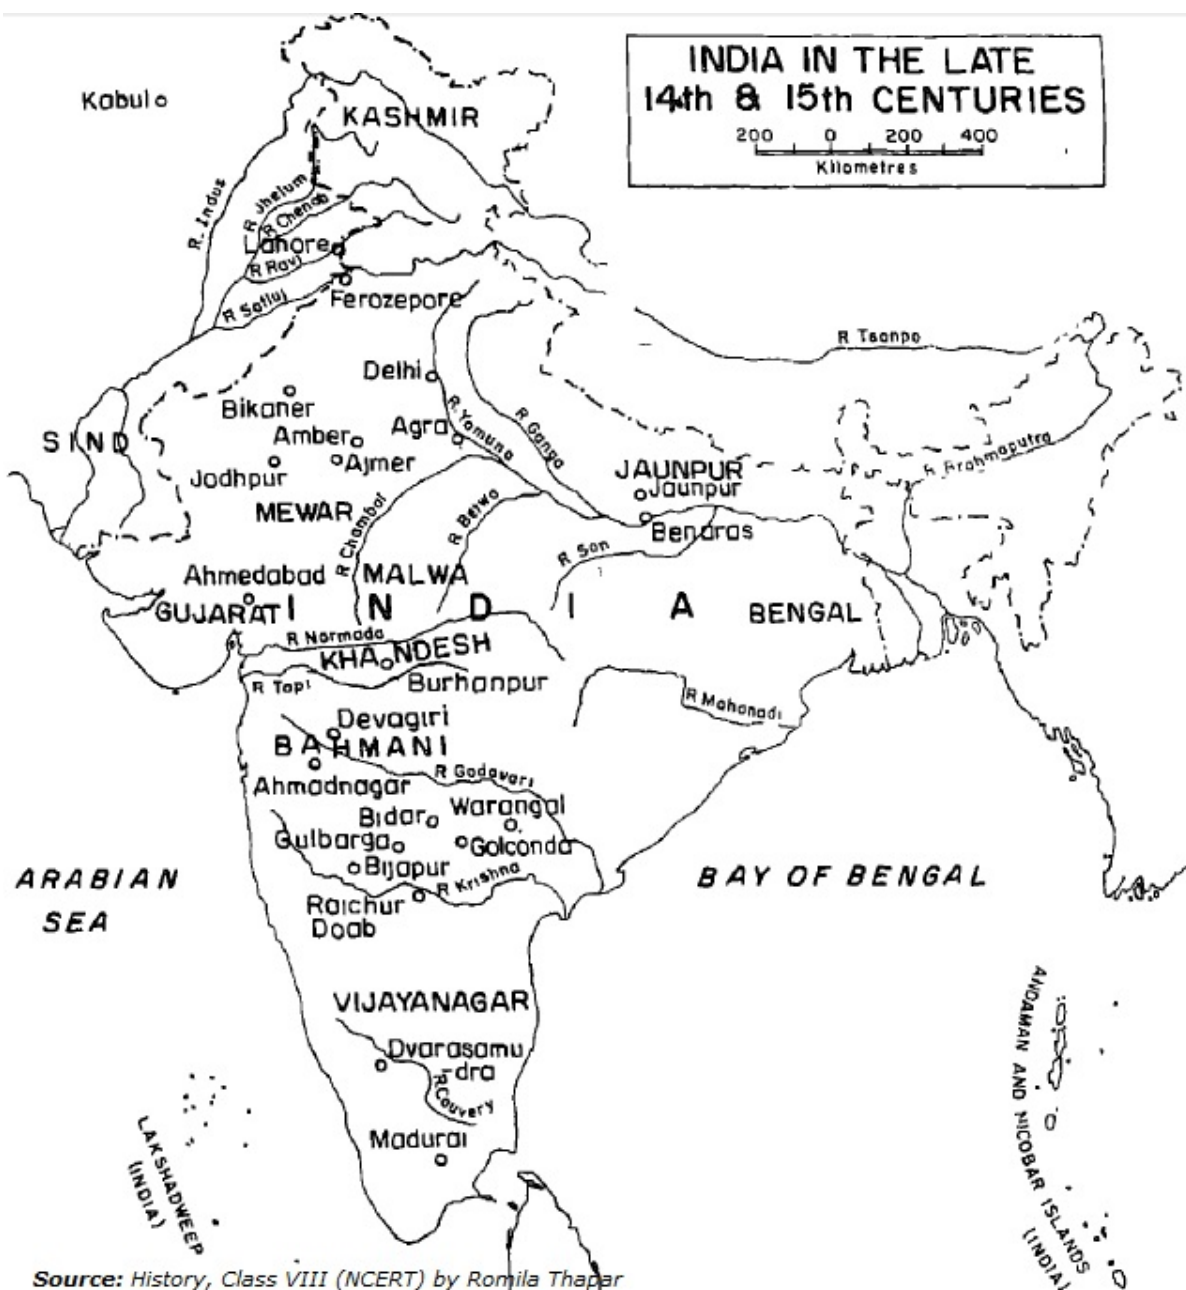 INDIA IN THE LATE
14th & 15th CENTURIES
200 0 200 400
Kilometres
Kabul
KASHMIR
R. Indus
R Jhelum
R Chenab
Lahore
R Ravi
R Satluj
Ferozepore
R Tsanpo
Delhi
Bikaner
Amber
Agra
R. Yamuna
R Ganga
SIND
Jodhpur
Ajmer
JAUNPUR
Jaunpur
R Brahmaputra
MEWAR
R Chambal
R Betwa
Benaras
R Son
Ahmedabad
MALWA
GUJARAT
INDIA
BENGAL
R Narmada
KHANDESH
R Tapi
Burhanpur
R Mahanadi
Devagiri
BAHMANI
R Godavari
Ahmadnagar
Bidar
Warangal
Gulbarga
Golconda
Bijapur
R Krishna
Raichur
Doab
ARABIAN
SEA
BAY OF BENGAL
VIJAYANAGAR
Dvarasamu
-dra
R Cauvery
Madurai
LAKSHADWEEP
(INDIA)
ANDAMAN AND NICOBAR ISLANDS
(INDIA)
Source: History, Class VIII (NCERT) by Romila Thapar